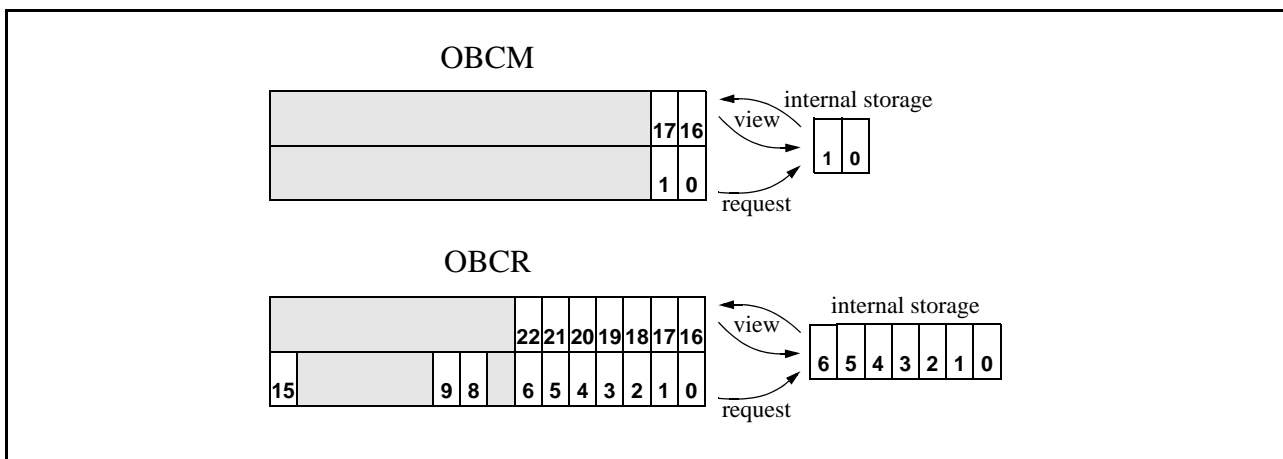 OBCM
internal storage
view
17 16
1 0
1 0
request
OBCR
internal storage
view
22 21 20 19 18 17 16
6 5 4 3 2 1 0
15 9 8 6 5 4 3 2 1 0
request